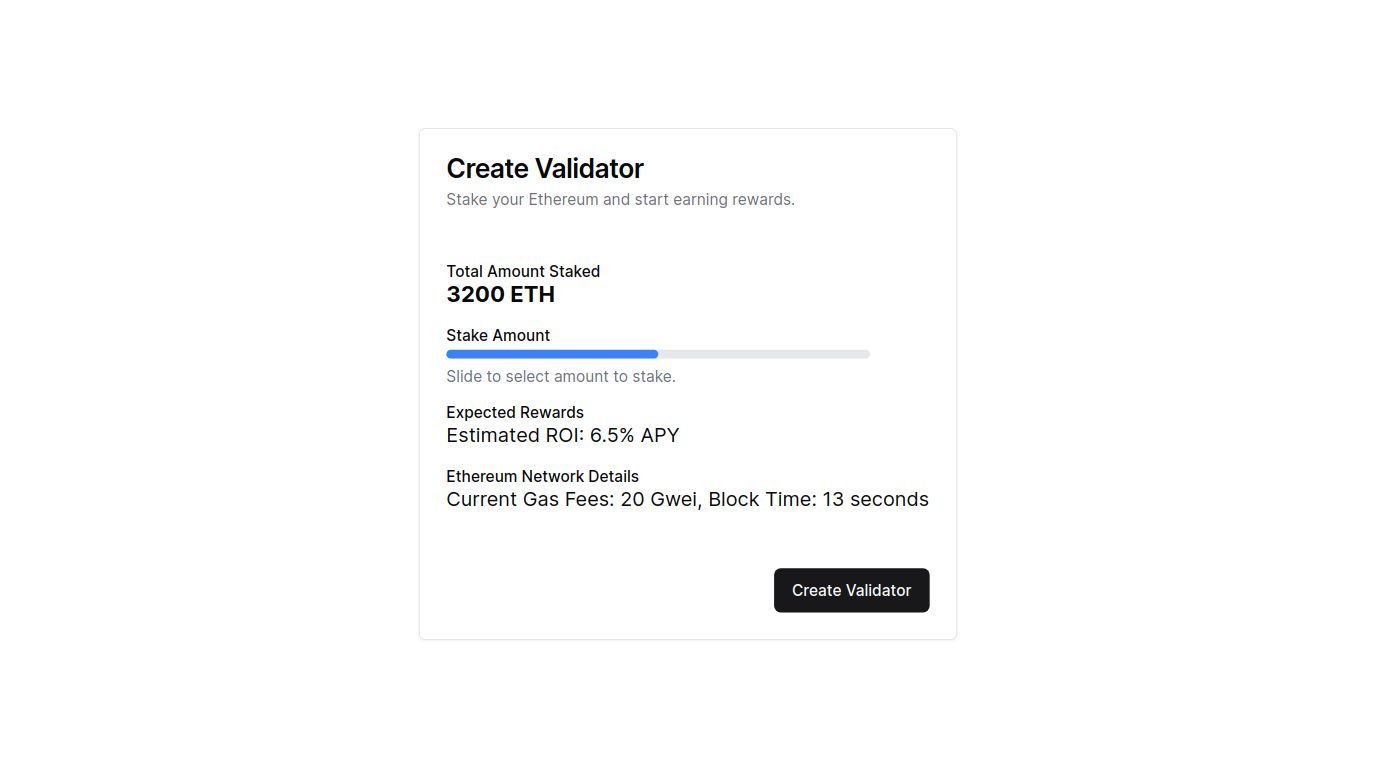 Create Validator
Stake your Ethereum and start earning rewards.
Total Amount Staked
3200 ETH
Stake Amount
Slide to select amount to stake.
Expected Rewards
Estimated ROI: 6.5% APY
Ethereum Network Details
Current Gas Fees: 20 Gwei, Block Time: 13 seconds
Create Validator